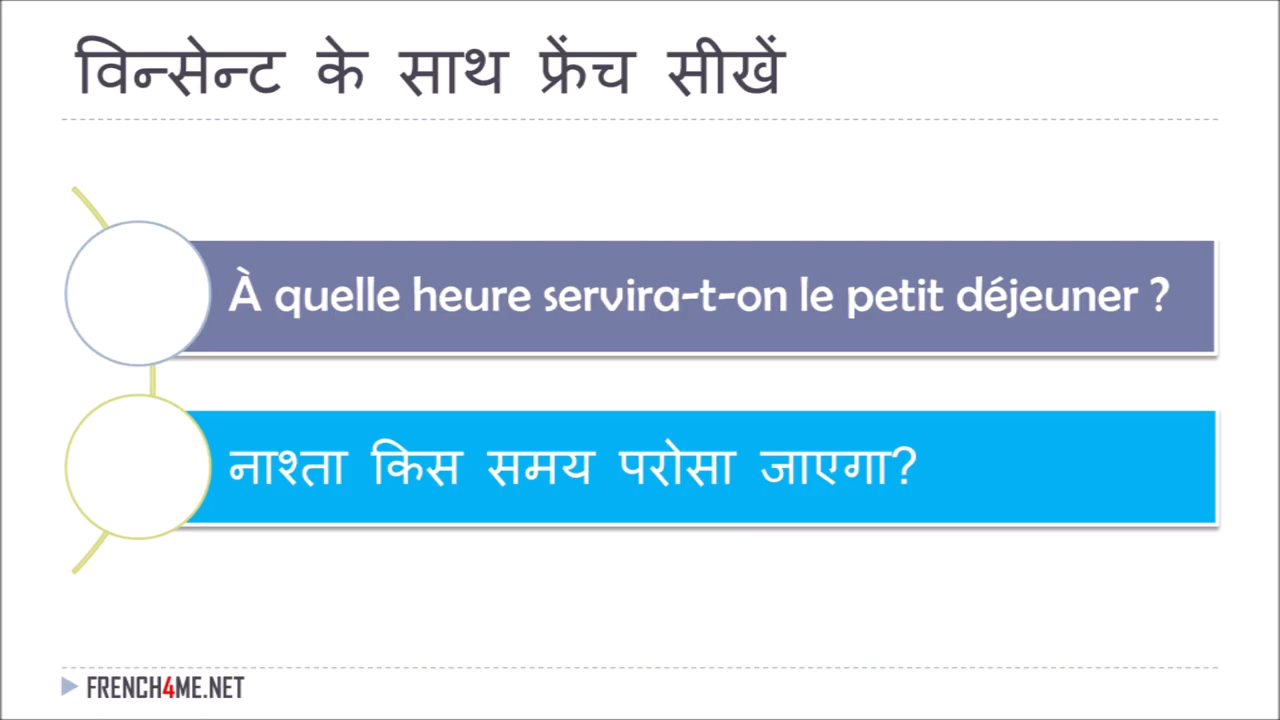 विन्सेन्ट के साथ फ्रेंच सीखें
À quelle heure servira-t-on le petit déjeuner ?
नाश्ता किस समय परोसा जाएगा?
FRENCH4ME.NET